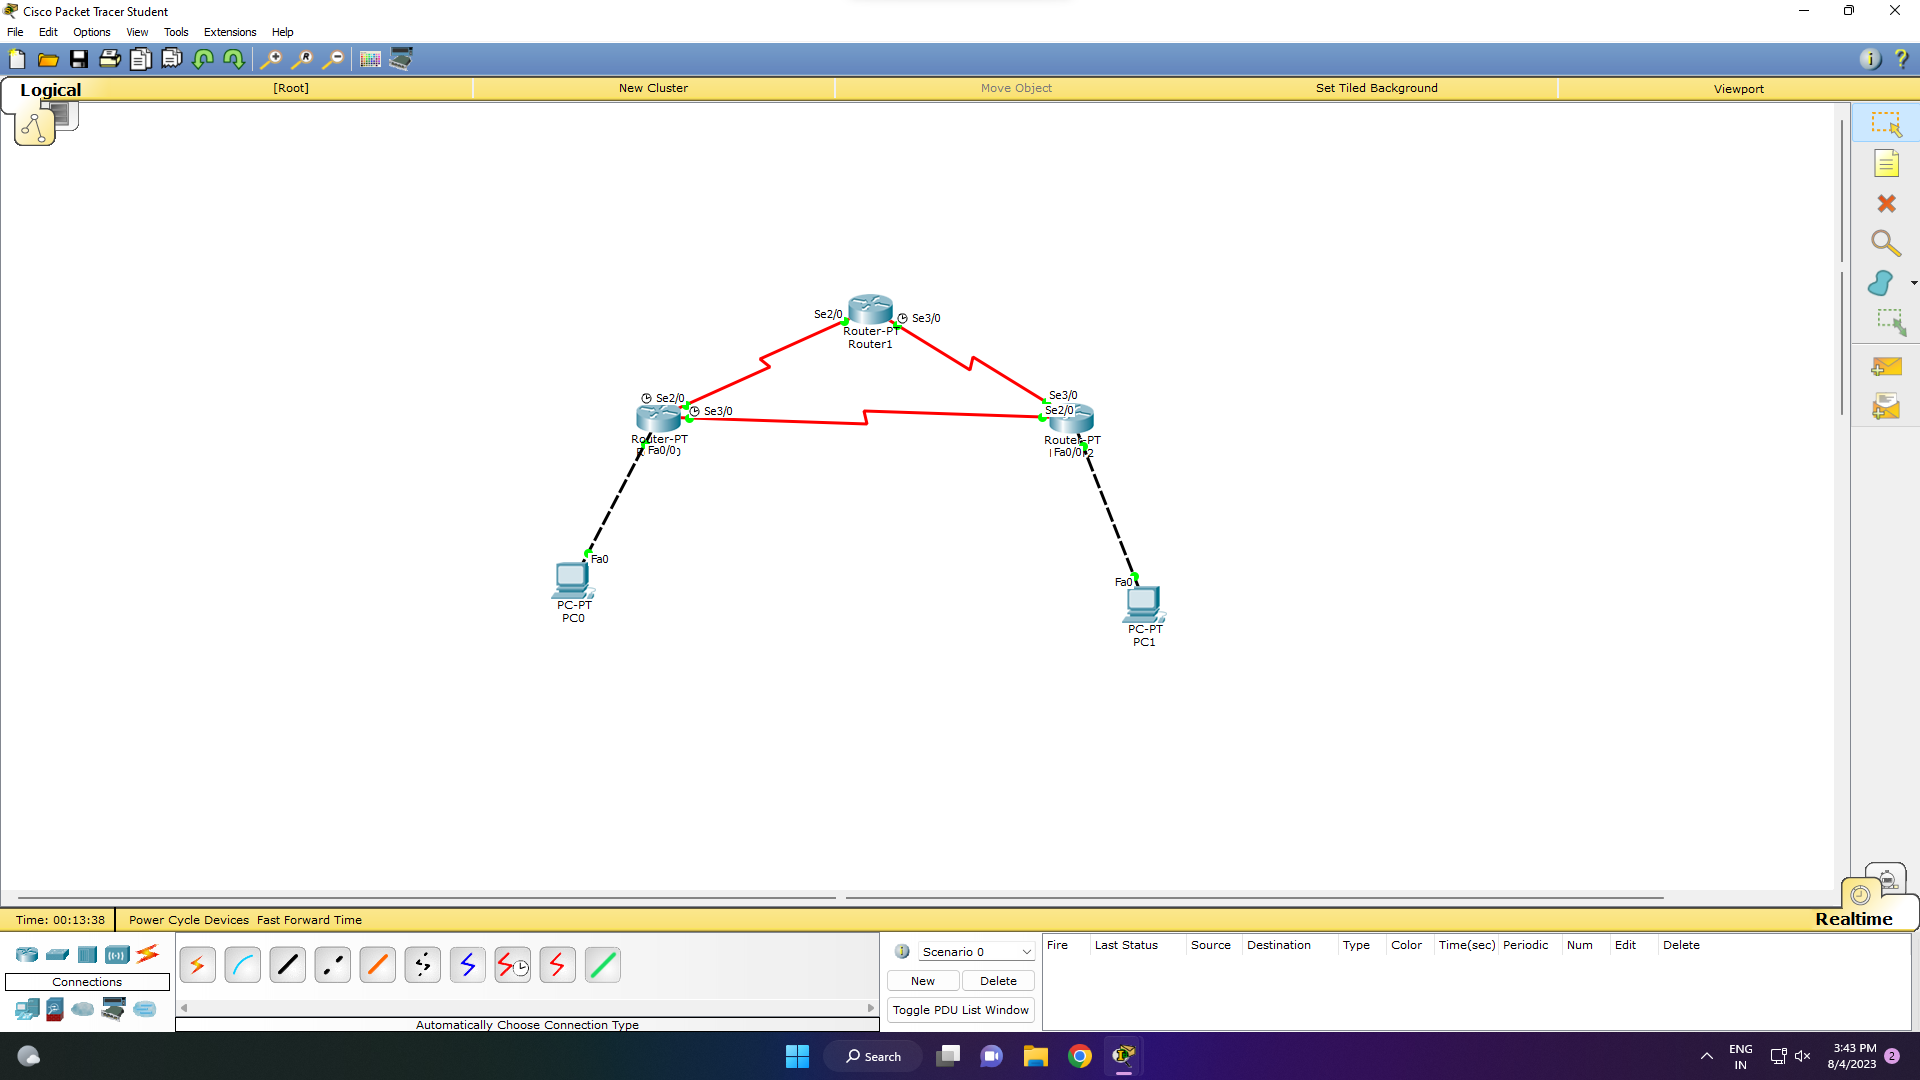 Cisco Packet Tracer Student
File Edit Options View Tools Extensions Help
Logical [Root] New Cluster Move Object Set Tiled Background Viewport
Se2/0 Se3/0
Router-PT
Router1
Se3/0
Se2/0
Se3/0
Se2/0
Router-PT
Fa0/0
Router-PT
Fa0/0
Fa0
PC-PT
PC0
Fa0
PC-PT
PC1
Time: 00:13:38 Power Cycle Devices Fast Forward Time
Realtime
Connections
Automatically Choose Connection Type
Scenario 0
New Delete
Toggle PDU List Window
Fire Last Status Source Destination Type Color Time(sec) Periodic Num Edit Delete
Search
ENG
IN
3:43 PM
8/4/2023
2